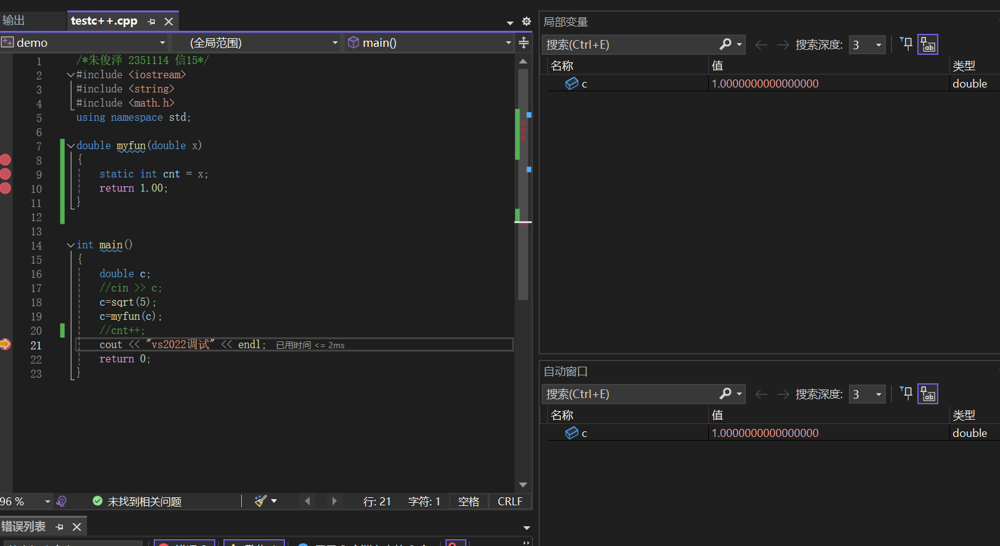 输出
testc++.cpp
demo
(全局范围)
main()
1 /*朱俊泽 2351114 信15*/
2 #include <iostream>
3 #include <string>
4 #include <math.h>
5 using namespace std;
6
7 double myfun(double x)
8 {
9 static int cnt = x;
10 return 1.00;
11 }
12
13
14 int main()
15 {
16 double c;
17 //cin >> c;
18 c=sqrt(5);
19 c=myfun(c);
20 //cnt++;
21 cout << "vs2022调试" << endl; 已用时间 <= 2ms
22 return 0;
23 }
96 %
未找到相关问题
行: 21
字符: 1
空格
CRLF
错误列表
局部变量
搜索(Ctrl+E)
搜索深度: 3
名称 值 类型
c 1.0000000000000000 double
自动窗口
搜索(Ctrl+E)
搜索深度: 3
名称 值 类型
c 1.0000000000000000 double